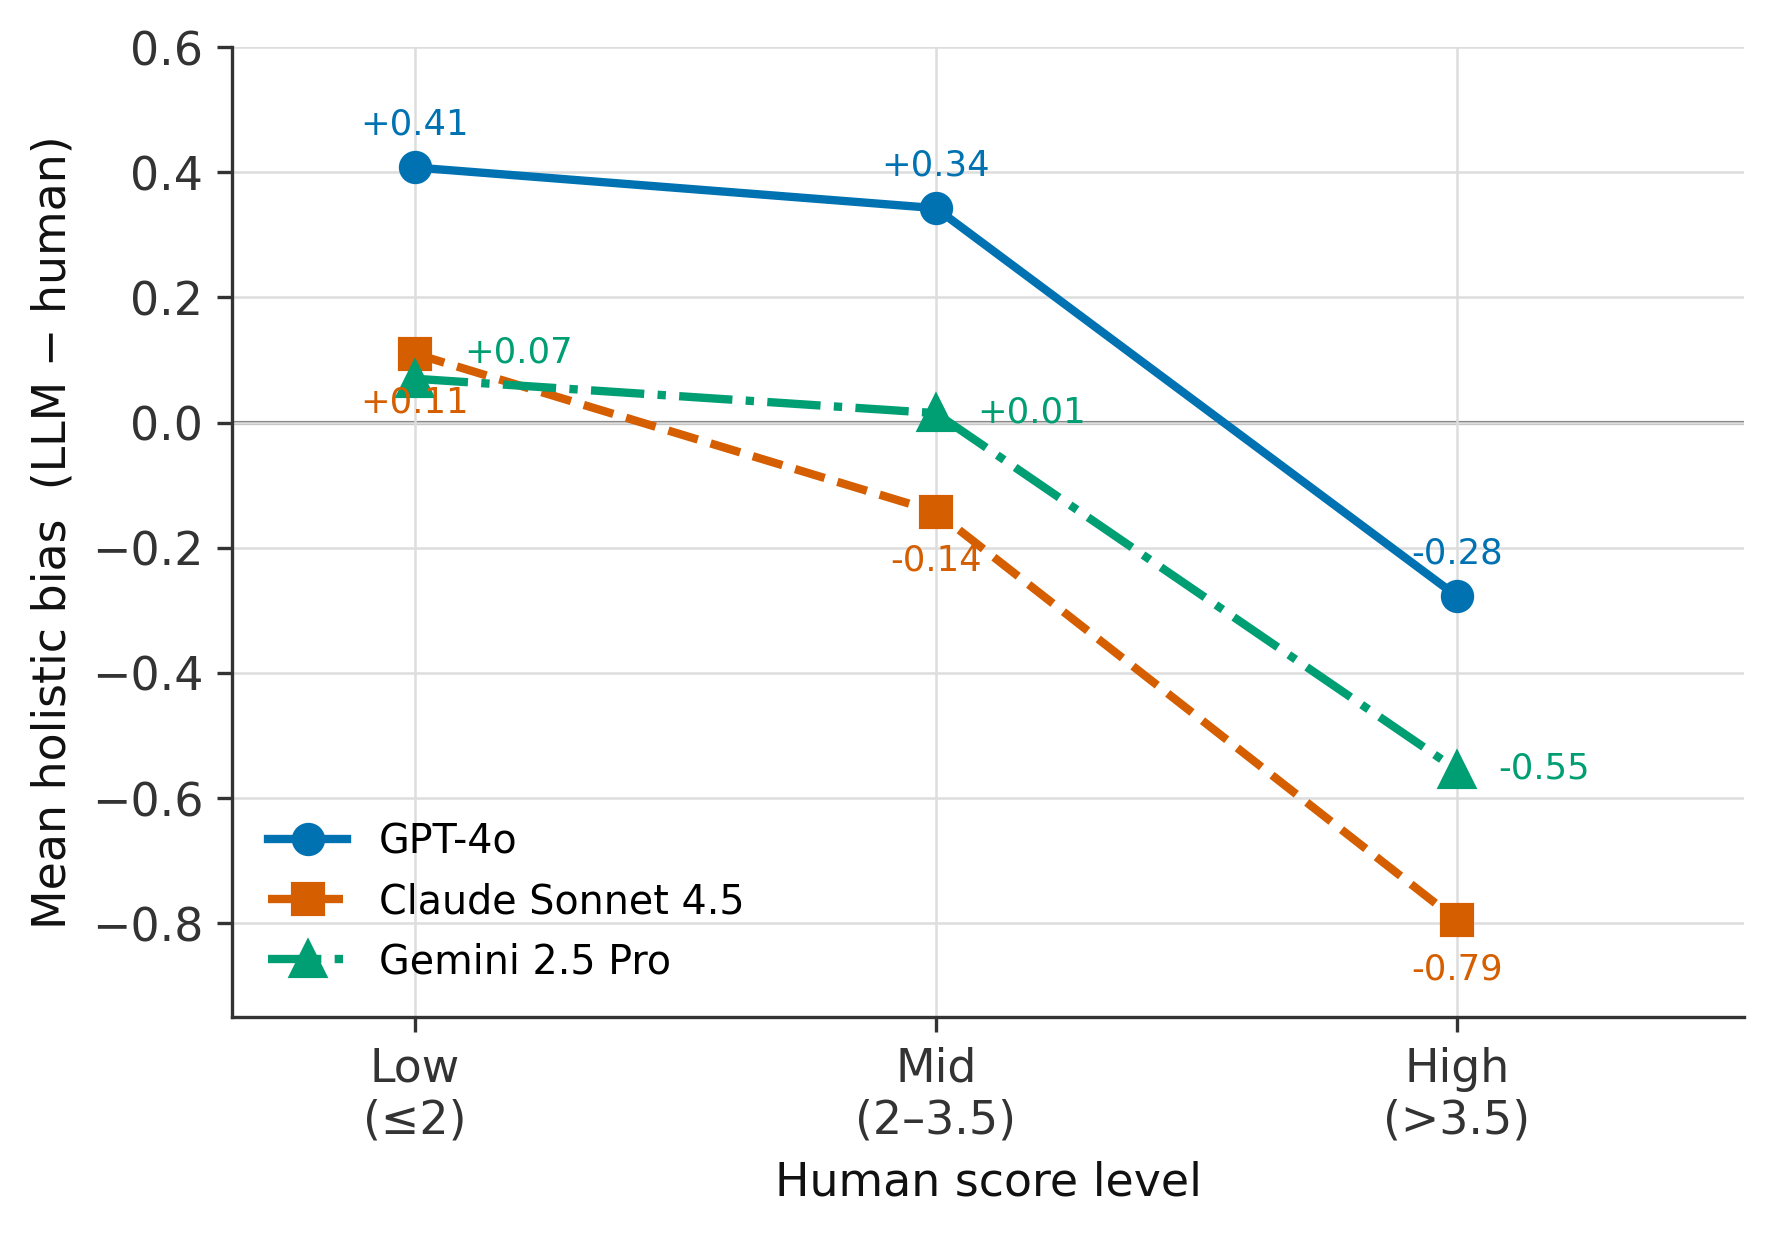 0.6
0.4
0.2
0.0
−0.2
−0.4
−0.6
−0.8
Mean holistic bias (LLM − human)
+0.41
+0.34
-0.28
+0.11
-0.14
-0.79
+0.07
+0.01
-0.55
GPT-4o
Claude Sonnet 4.5
Gemini 2.5 Pro
Low
(≤2)
Mid
(2–3.5)
High
(>3.5)
Human score level